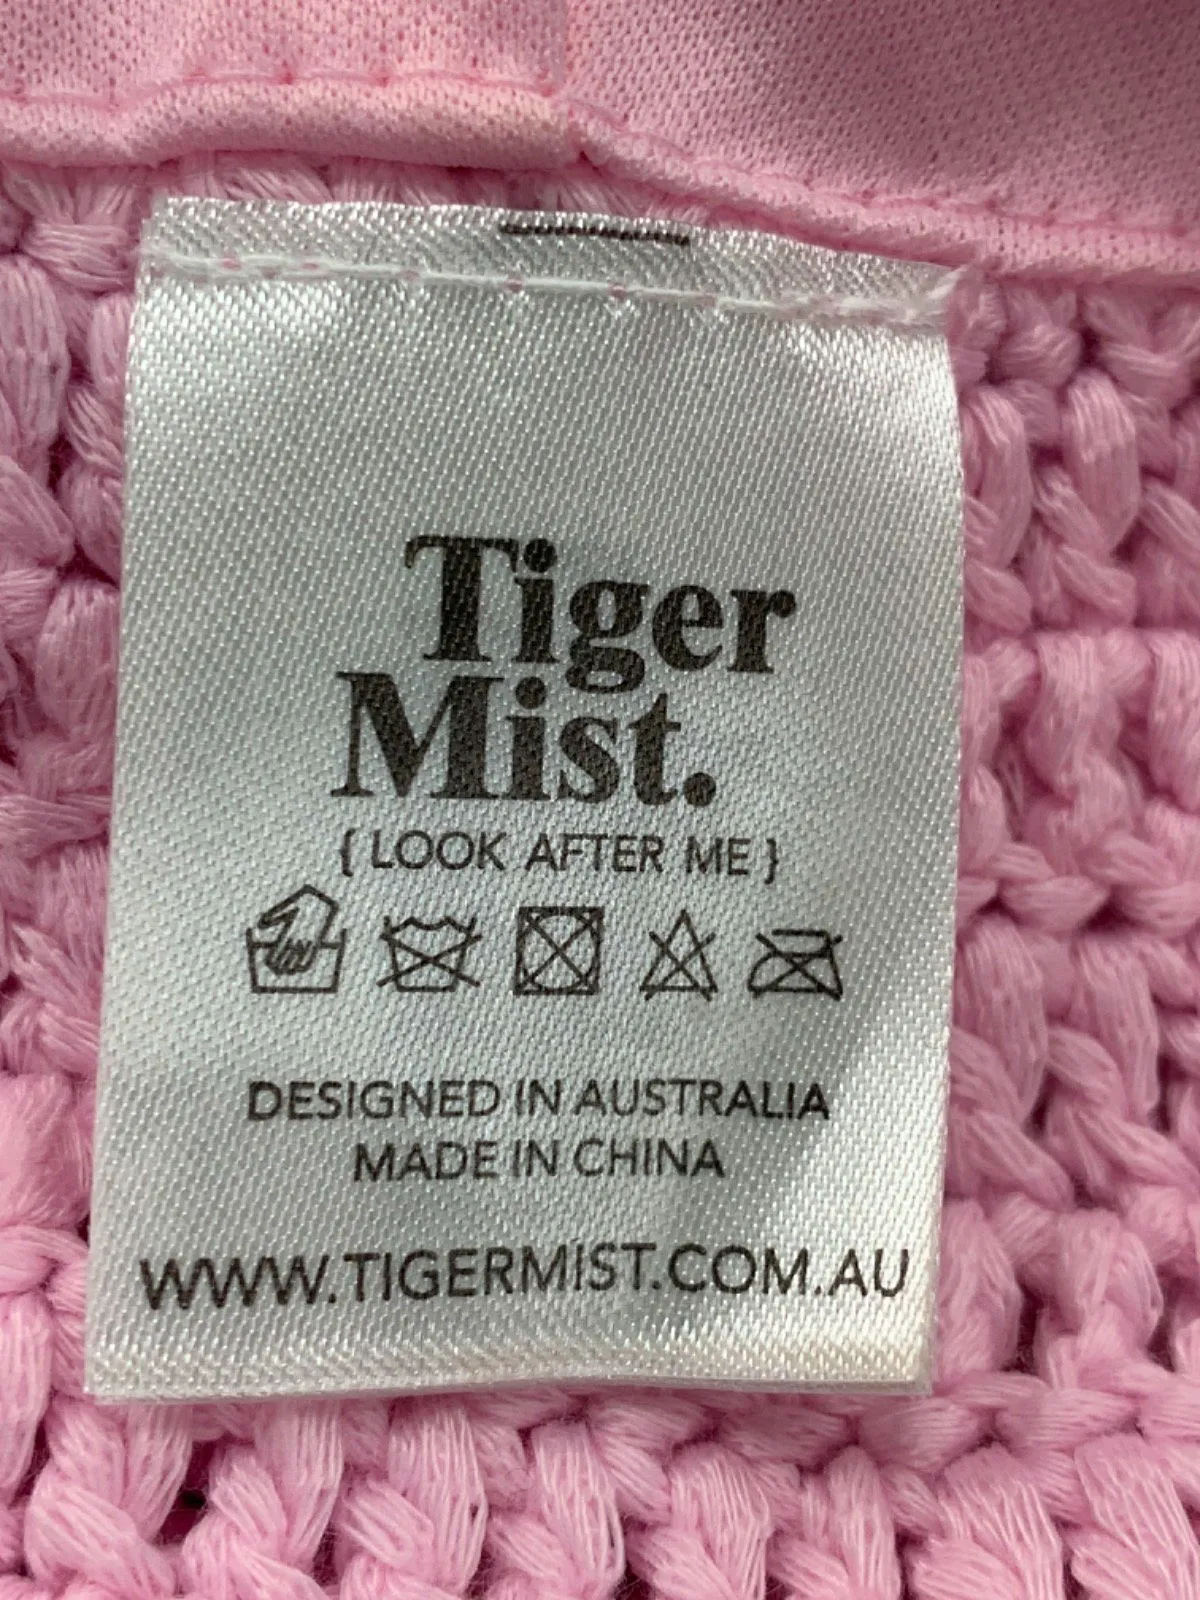 Tiger
Mist.
{ LOOK AFTER ME }
DESIGNED IN AUSTRALIA
MADE IN CHINA
WWW.TIGERMIST.COM.AU